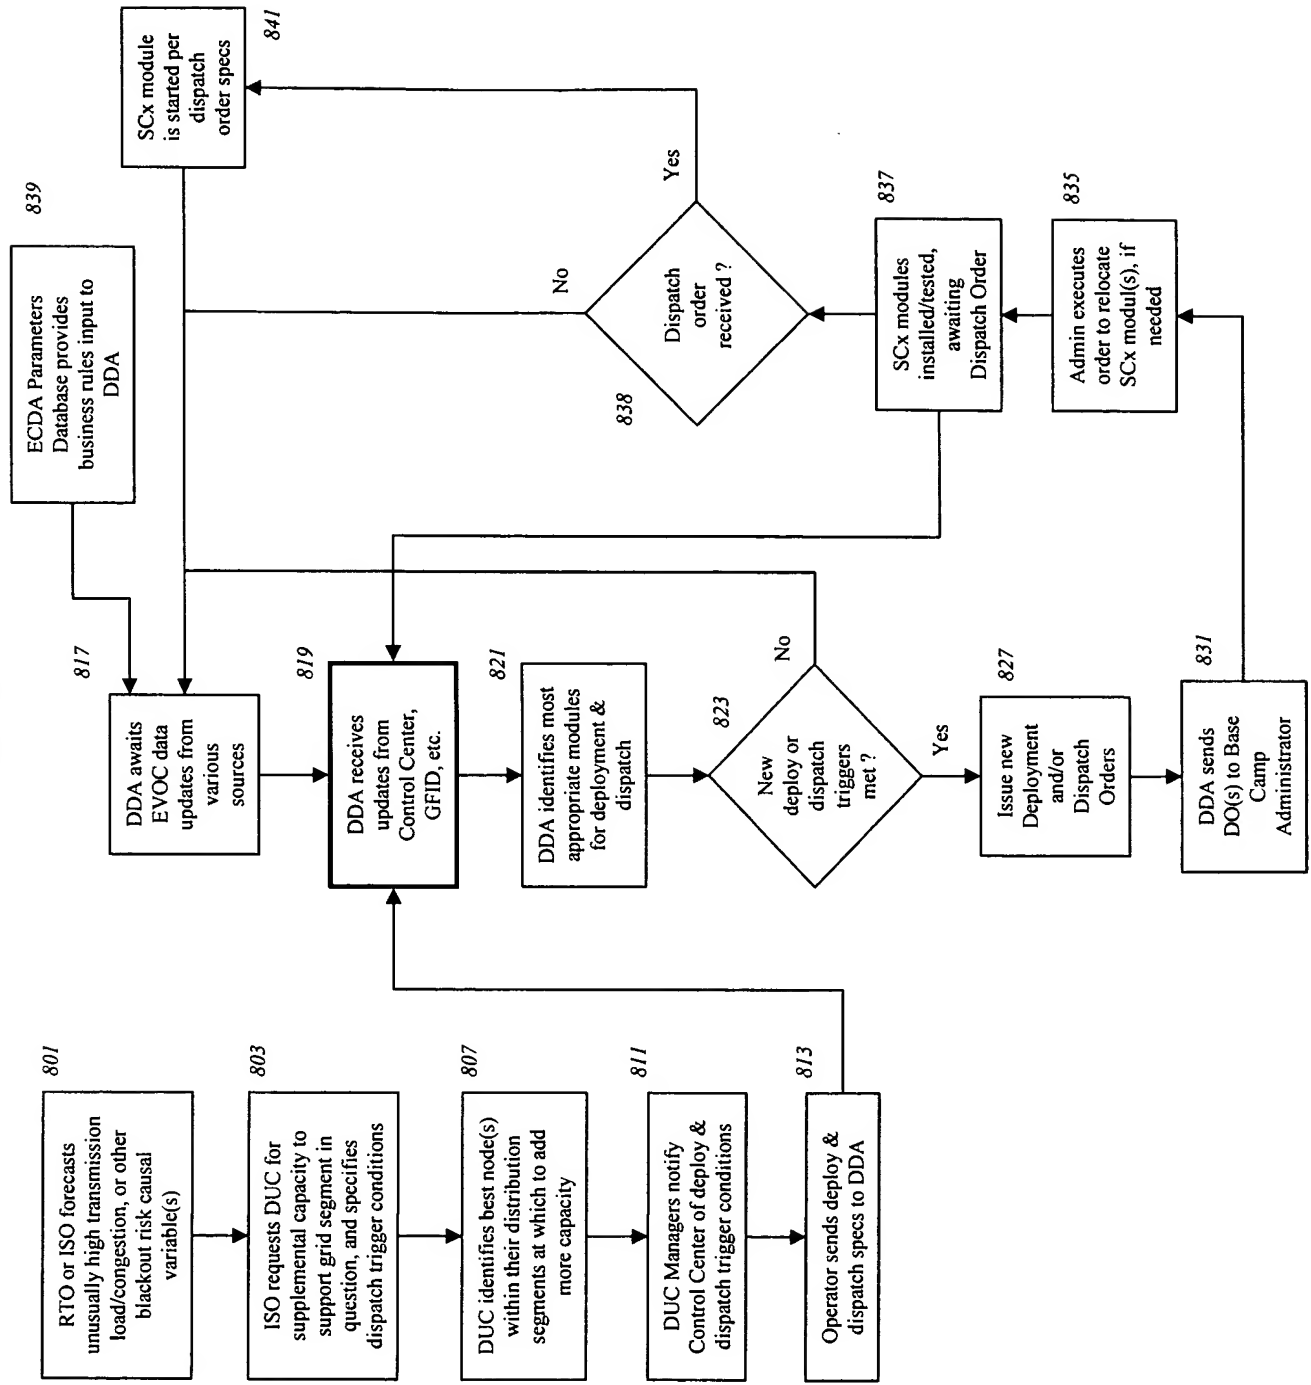 801
RTO or ISO forecasts
unusually high transmission
load/congestion, or other
blackout risk causal
variable(s)
803
ISO requests DUC for
supplemental capacity to
support grid segment in
question, and specifies
dispatch trigger conditions
807
DUC identifies best node(s)
within their distribution
segments at which to add
more capacity
811
DUC Managers notify
Control Center of deploy &
dispatch trigger conditions
813
Operator sends deploy &
dispatch specs to DDA
817
DDA awaits
EVOC data
updates from
various
sources
819
DDA receives
updates from
Control Center,
GFID, etc.
821
DDA identifies most
appropriate modules
for deployment &
dispatch
823
New
deploy or
dispatch
triggers
met ?
No
Yes
827
Issue new
Deployment
and/or
Dispatch
Orders
831
DDA sends
DO(s) to Base
Camp
Administrator
839
ECDA Parameters
Database provides
business rules input to
DDA
841
SCx module
is started per
dispatch
order specs
No
Yes
838
Dispatch
order
received ?
837
SCx modules
installed/tested,
awaiting
Dispatch Order
835
Admin executes
order to relocate
SCx modul(s), if
needed